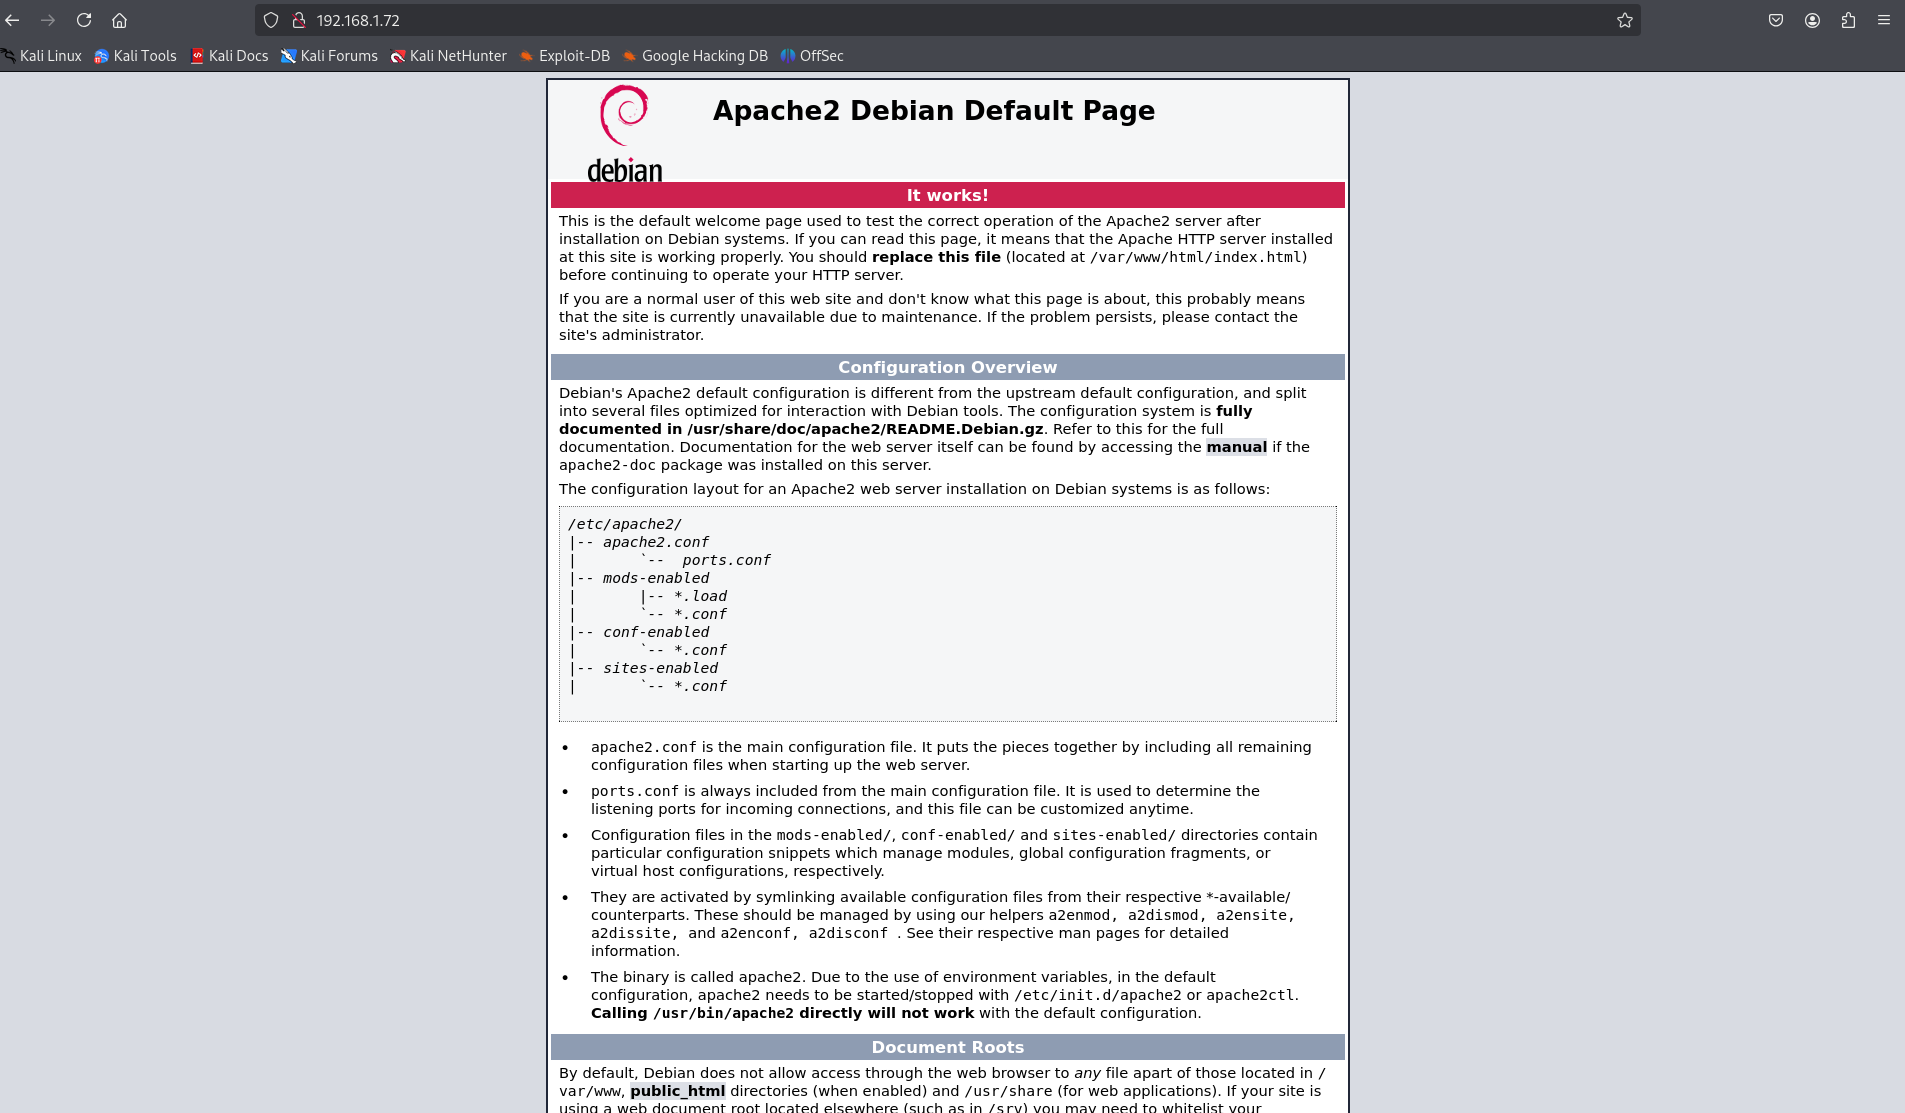 192.168.1.72
Kali Linux Kali Tools Kali Docs Kali Forums Kali NetHunter Exploit-DB Google Hacking DB OffSec
debian
Apache2 Debian Default Page
It works!
This is the default welcome page used to test the correct operation of the Apache2 server after
installation on Debian systems. If you can read this page, it means that the Apache HTTP server installed
at this site is working properly. You should replace this file (located at /var/www/html/index.html)
before continuing to operate your HTTP server.
If you are a normal user of this web site and don't know what this page is about, this probably means
that the site is currently unavailable due to maintenance. If the problem persists, please contact the
site's administrator.
Configuration Overview
Debian's Apache2 default configuration is different from the upstream default configuration, and split
into several files optimized for interaction with Debian tools. The configuration system is fully
documented in /usr/share/doc/apache2/README.Debian.gz. Refer to this for the full
documentation. Documentation for the web server itself can be found by accessing the manual if the
apache2-doc package was installed on this server.
The configuration layout for an Apache2 web server installation on Debian systems is as follows:
/etc/apache2/
|-- apache2.conf
|       `--  ports.conf
|-- mods-enabled
|       |-- *.load
|       `-- *.conf
|-- conf-enabled
|       `-- *.conf
|-- sites-enabled
|       `-- *.conf
• apache2.conf is the main configuration file. It puts the pieces together by including all remaining
configuration files when starting up the web server.
• ports.conf is always included from the main configuration file. It is used to determine the
listening ports for incoming connections, and this file can be customized anytime.
• Configuration files in the mods-enabled/, conf-enabled/ and sites-enabled/ directories contain
particular configuration snippets which manage modules, global configuration fragments, or
virtual host configurations, respectively.
• They are activated by symlinking available configuration files from their respective *-available/
counterparts. These should be managed by using our helpers a2enmod, a2dismod, a2ensite,
a2dissite, and a2enconf, a2disconf . See their respective man pages for detailed
information.
• The binary is called apache2. Due to the use of environment variables, in the default
configuration, apache2 needs to be started/stopped with /etc/init.d/apache2 or apache2ctl.
Calling /usr/bin/apache2 directly will not work with the default configuration.
Document Roots
By default, Debian does not allow access through the web browser to any file apart of those located in /
var/www, public_html directories (when enabled) and /usr/share (for web applications). If your site is
using a web document root located elsewhere (such as in /srv) you may need to whitelist your